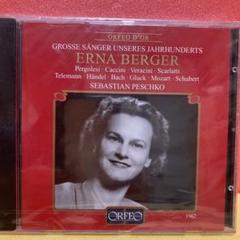 ORFEO D'OR
GROSSE SÄNGER UNSERES JAHRHUNDERTS
ERNA BERGER
Pergolesi · Caccini · Veracini · Scarlatti
Telemann · Händel · Bach · Gluck · Mozart · Schubert
SEBASTIAN PESCHKO
ORFEO
1962